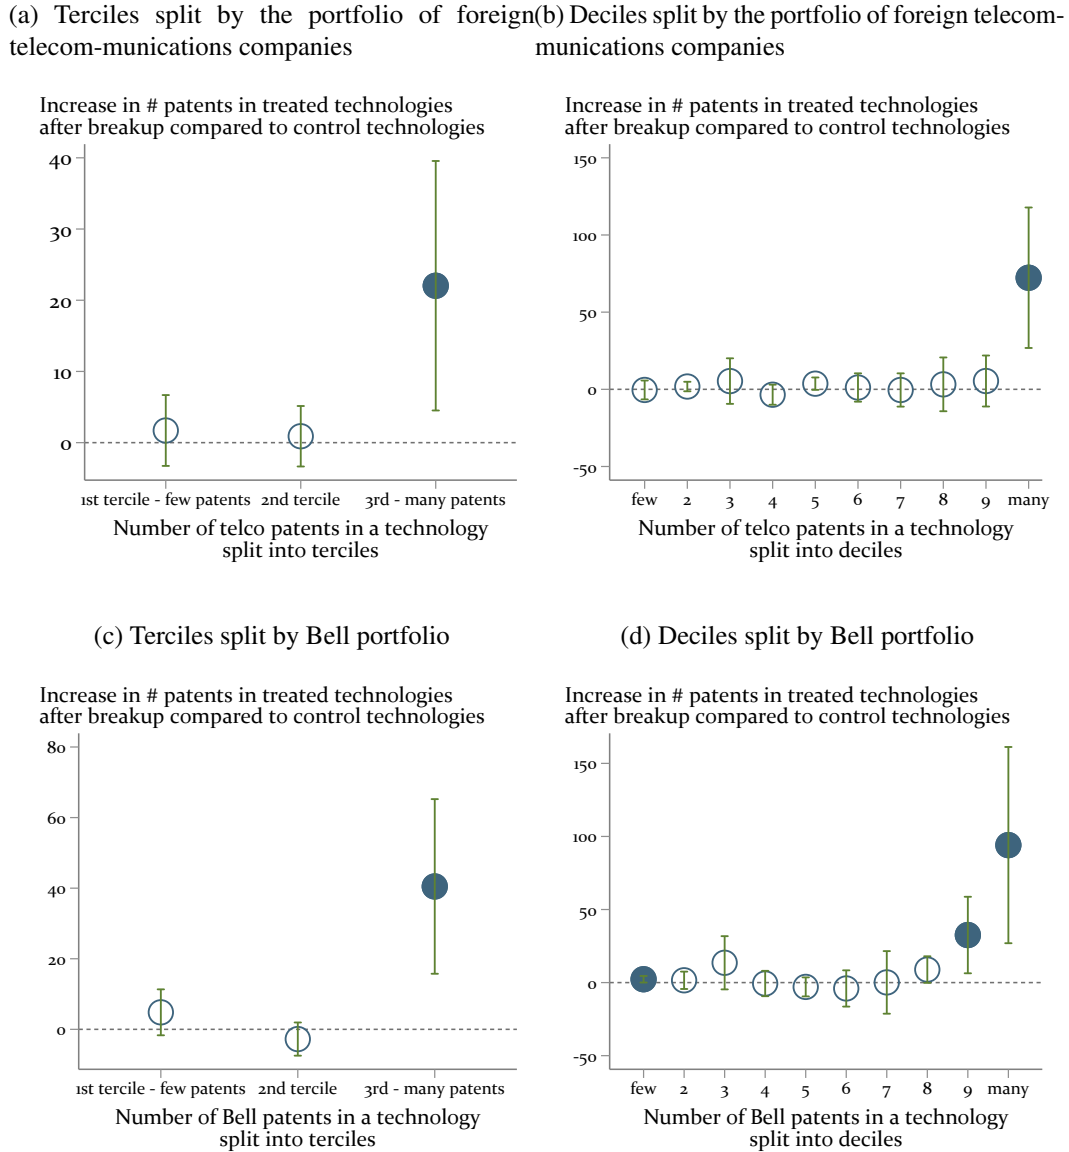 (a) Terciles split by the portfolio of foreign
telecom-munications companies
Increase in # patents in treated technologies
after breakup compared to control technologies
40
30
20
10
0
1st tercile - few patents 2nd tercile 3rd - many patents
Number of telco patents in a technology
split into terciles
(b) Deciles split by the portfolio of foreign telecom-
munications companies
Increase in # patents in treated technologies
after breakup compared to control technologies
150
100
50
0
-50
few 2 3 4 5 6 7 8 9 many
Number of telco patents in a technology
split into deciles
(c) Terciles split by Bell portfolio
Increase in # patents in treated technologies
after breakup compared to control technologies
80
60
40
20
0
1st tercile - few patents 2nd tercile 3rd - many patents
Number of Bell patents in a technology
split into terciles
(d) Deciles split by Bell portfolio
Increase in # patents in treated technologies
after breakup compared to control technologies
150
100
50
0
-50
few 2 3 4 5 6 7 8 9 many
Number of Bell patents in a technology
split into deciles